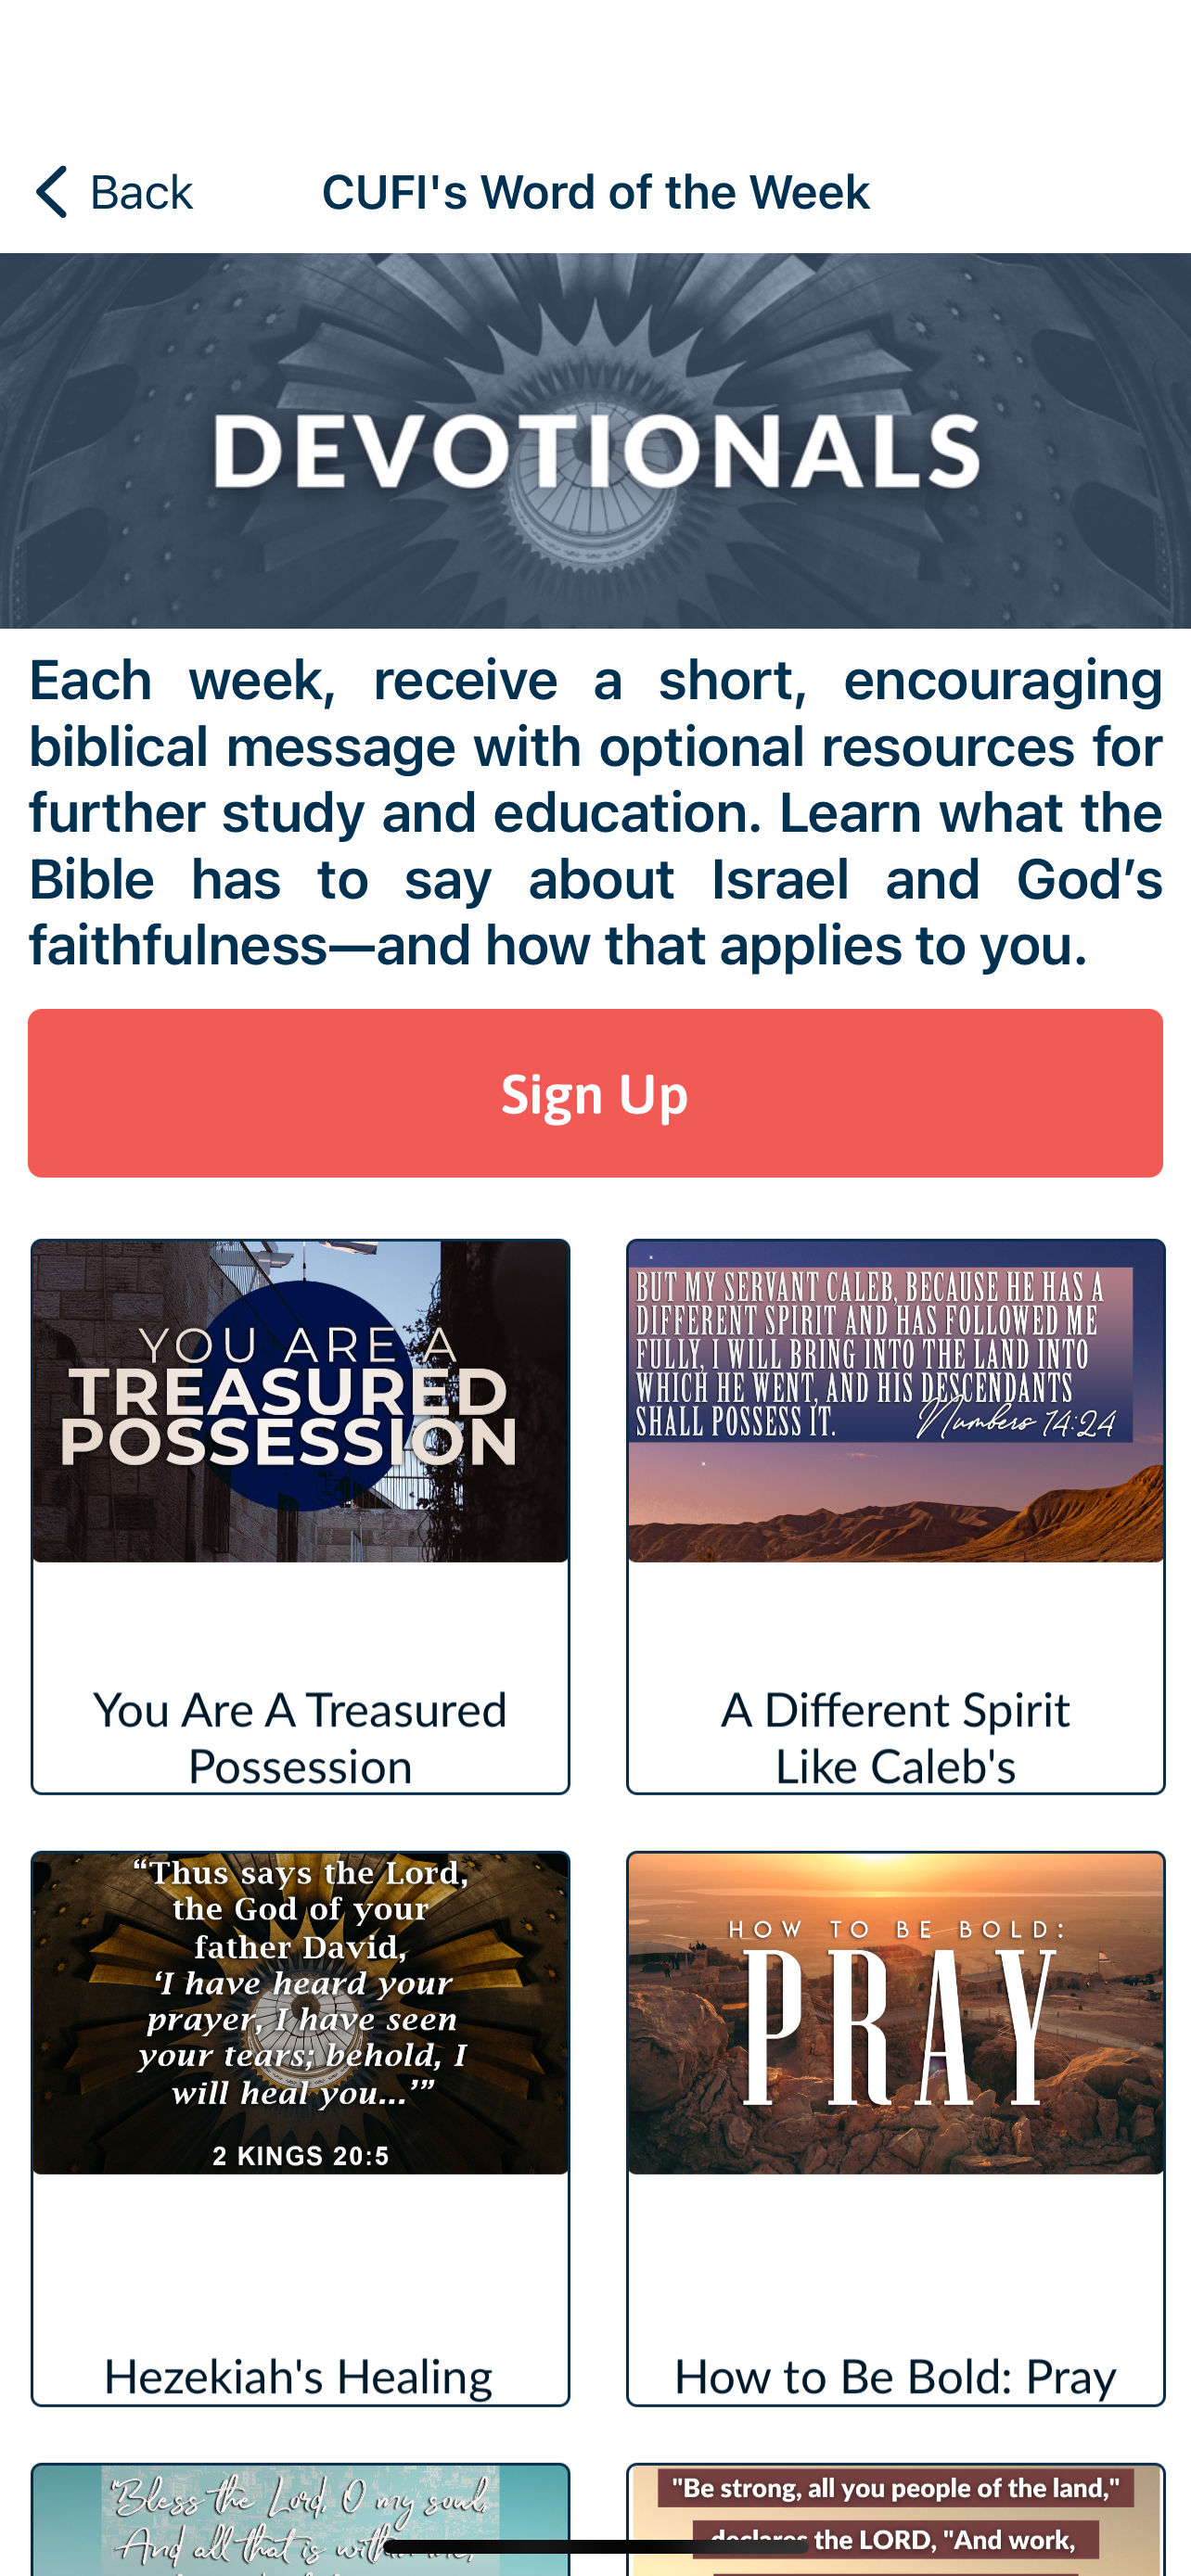 Back
CUFI's Word of the Week
DEVOTIONALS
Each week, receive a short, encouraging
biblical message with optional resources for
further study and education. Learn what the
Bible has to say about Israel and God’s
faithfulness—and how that applies to you.
Sign Up
YOU ARE A
TREASURED
POSSESSION
You Are A Treasured
Possession
BUT MY SERVANT CALEB, BECAUSE HE HAS A
DIFFERENT SPIRIT AND HAS FOLLOWED ME
FULLY, I WILL BRING INTO THE LAND INTO
WHICH HE WENT, AND HIS DESCENDANTS
SHALL POSSESS IT.
Numbers 14:24
A Different Spirit
Like Caleb's
“Thus says the Lord,
the God of your
father David,
‘I have heard your
prayer, I have seen
your tears; behold, I
will heal you...’”
2 KINGS 20:5
Hezekiah's Healing
HOW TO BE BOLD:
PRAY
How to Be Bold: Pray
"Bless the Lord, O my soul;
And all that is within me,
"Be strong, all you people of the land,"
declares the LORD, "And work,